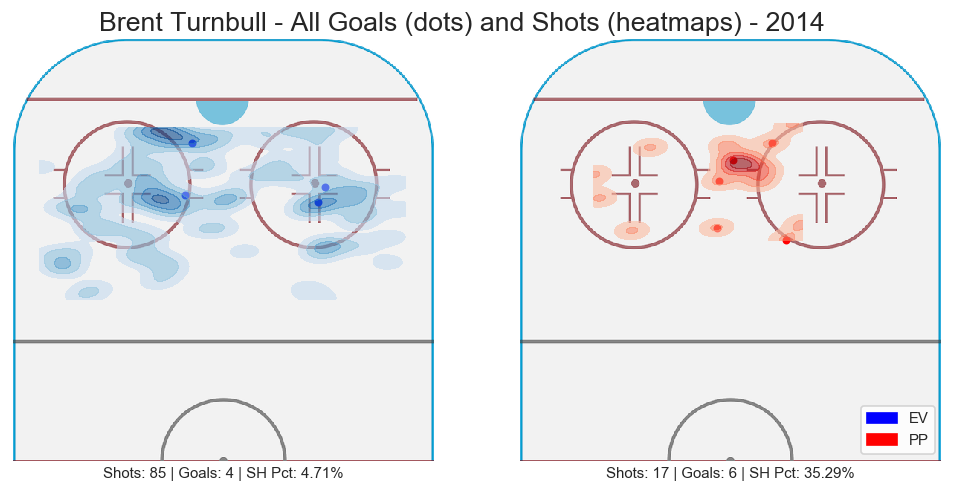 Brent Turnbull - All Goals (dots) and Shots (heatmaps) - 2014
EV
PP
Shots: 85 | Goals: 4 | SH Pct: 4.71%
Shots: 17 | Goals: 6 | SH Pct: 35.29%